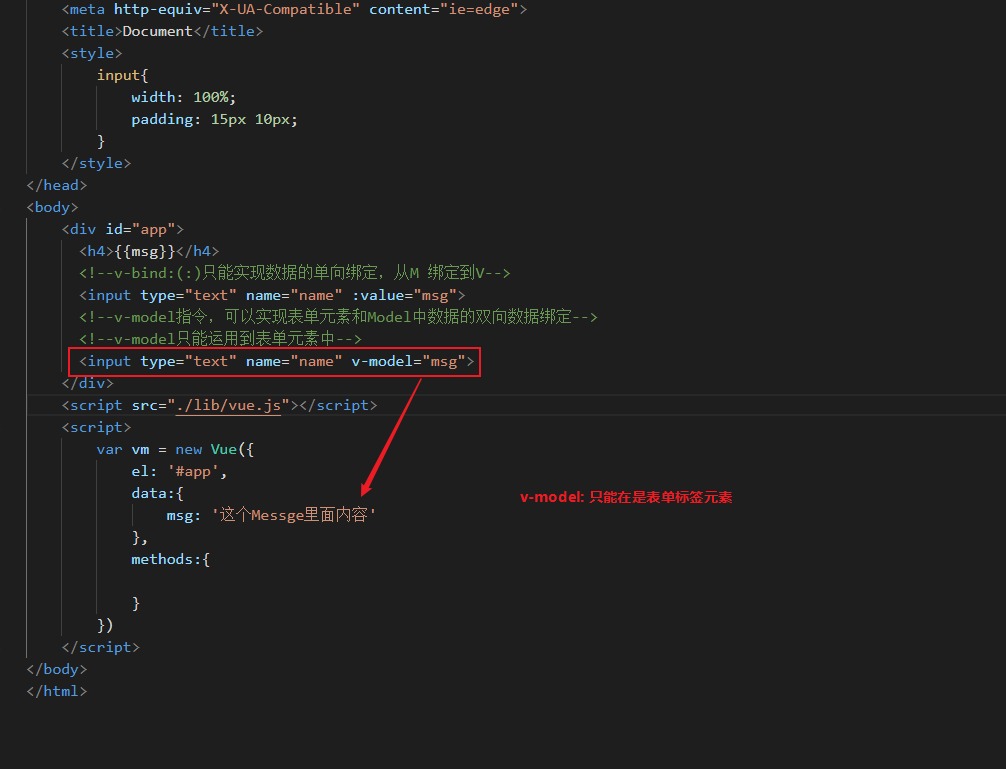 <meta http-equiv="X-UA-Compatible" content="ie=edge">
<title>Document</title>
<style>
input{
width: 100%;
padding: 15px 10px;
}
</style>
</head>
<body>
<div id="app">
<h4>{{msg}}</h4>
<!--v-bind:(:)只能实现数据的单向绑定，从M 绑定到V-->
<input type="text" name="name" :value="msg">
<!--v-model指令，可以实现表单元素和Model中数据的双向数据绑定-->
<!--v-model只能运用到表单元素中-->
<input type="text" name="name" v-model="msg">
</div>
<script src="./lib/vue.js"></script>
<script>
var vm = new Vue({
el: '#app',
data:{
v-model: 只能在是表单标签元素
msg: '这个Messge里面内容'
},
methods:{
}
})
</script>
</body>
</html>